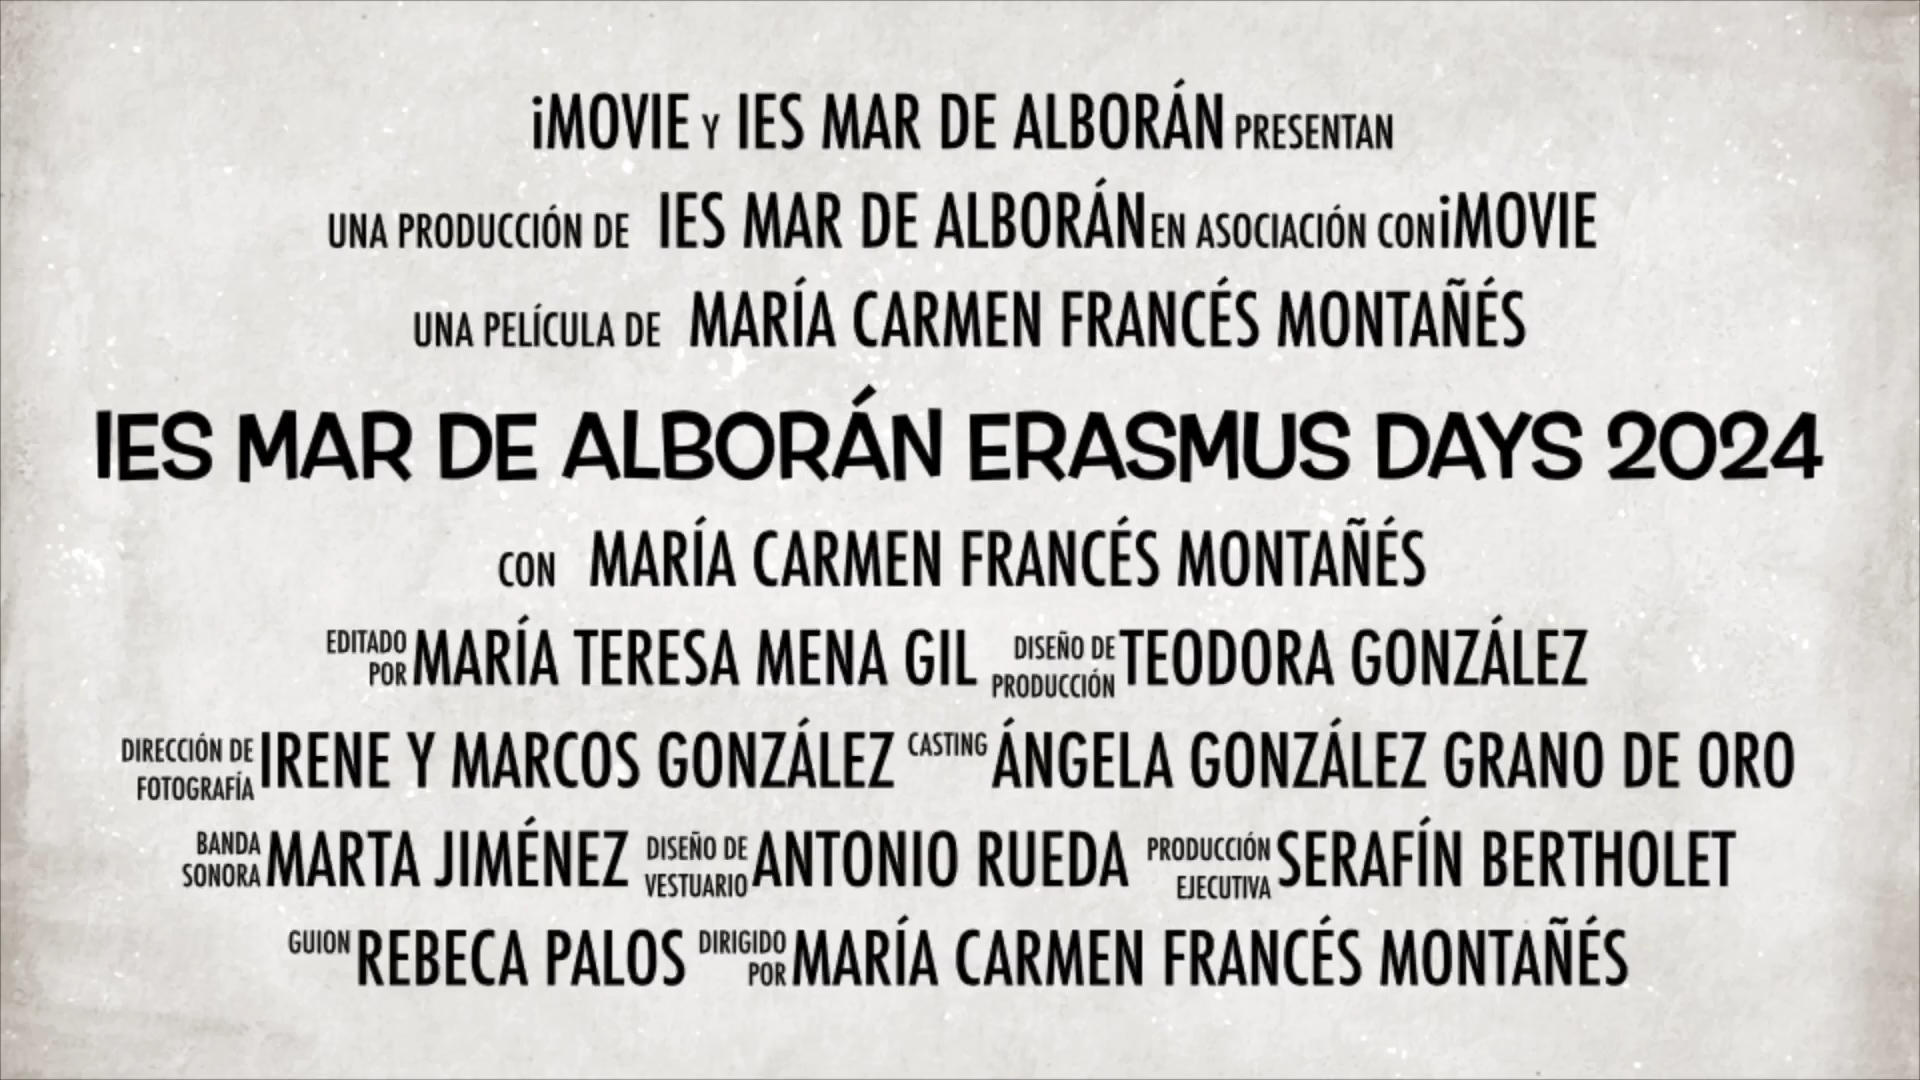 iMOVIE Y IES MAR DE ALBORÁN PRESENTAN
UNA PRODUCCIÓN DE IES MAR DE ALBORÁN EN ASOCIACIÓN CON iMOVIE
UNA PELÍCULA DE MARÍA CARMEN FRANCÉS MONTAÑÉS
IES MAR DE ALBORÁN ERASMUS DAYS 2024
CON MARÍA CARMEN FRANCÉS MONTAÑÉS
EDITADO POR MARÍA TERESA MENA GIL DISEÑO DE PRODUCCIÓN TEODORA GONZÁLEZ
DIRECCIÓN DE FOTOGRAFÍA IRENE Y MARCOS GONZÁLEZ CASTING ÁNGELA GONZÁLEZ GRANO DE ORO
BANDA SONORA MARTA JIMÉNEZ DISEÑO DE VESTUARIO ANTONIO RUEDA PRODUCCIÓN EJECUTIVA SERAFÍN BERTHOLET
GUION REBECA PALOS DIRIGIDO POR MARÍA CARMEN FRANCÉS MONTAÑÉS